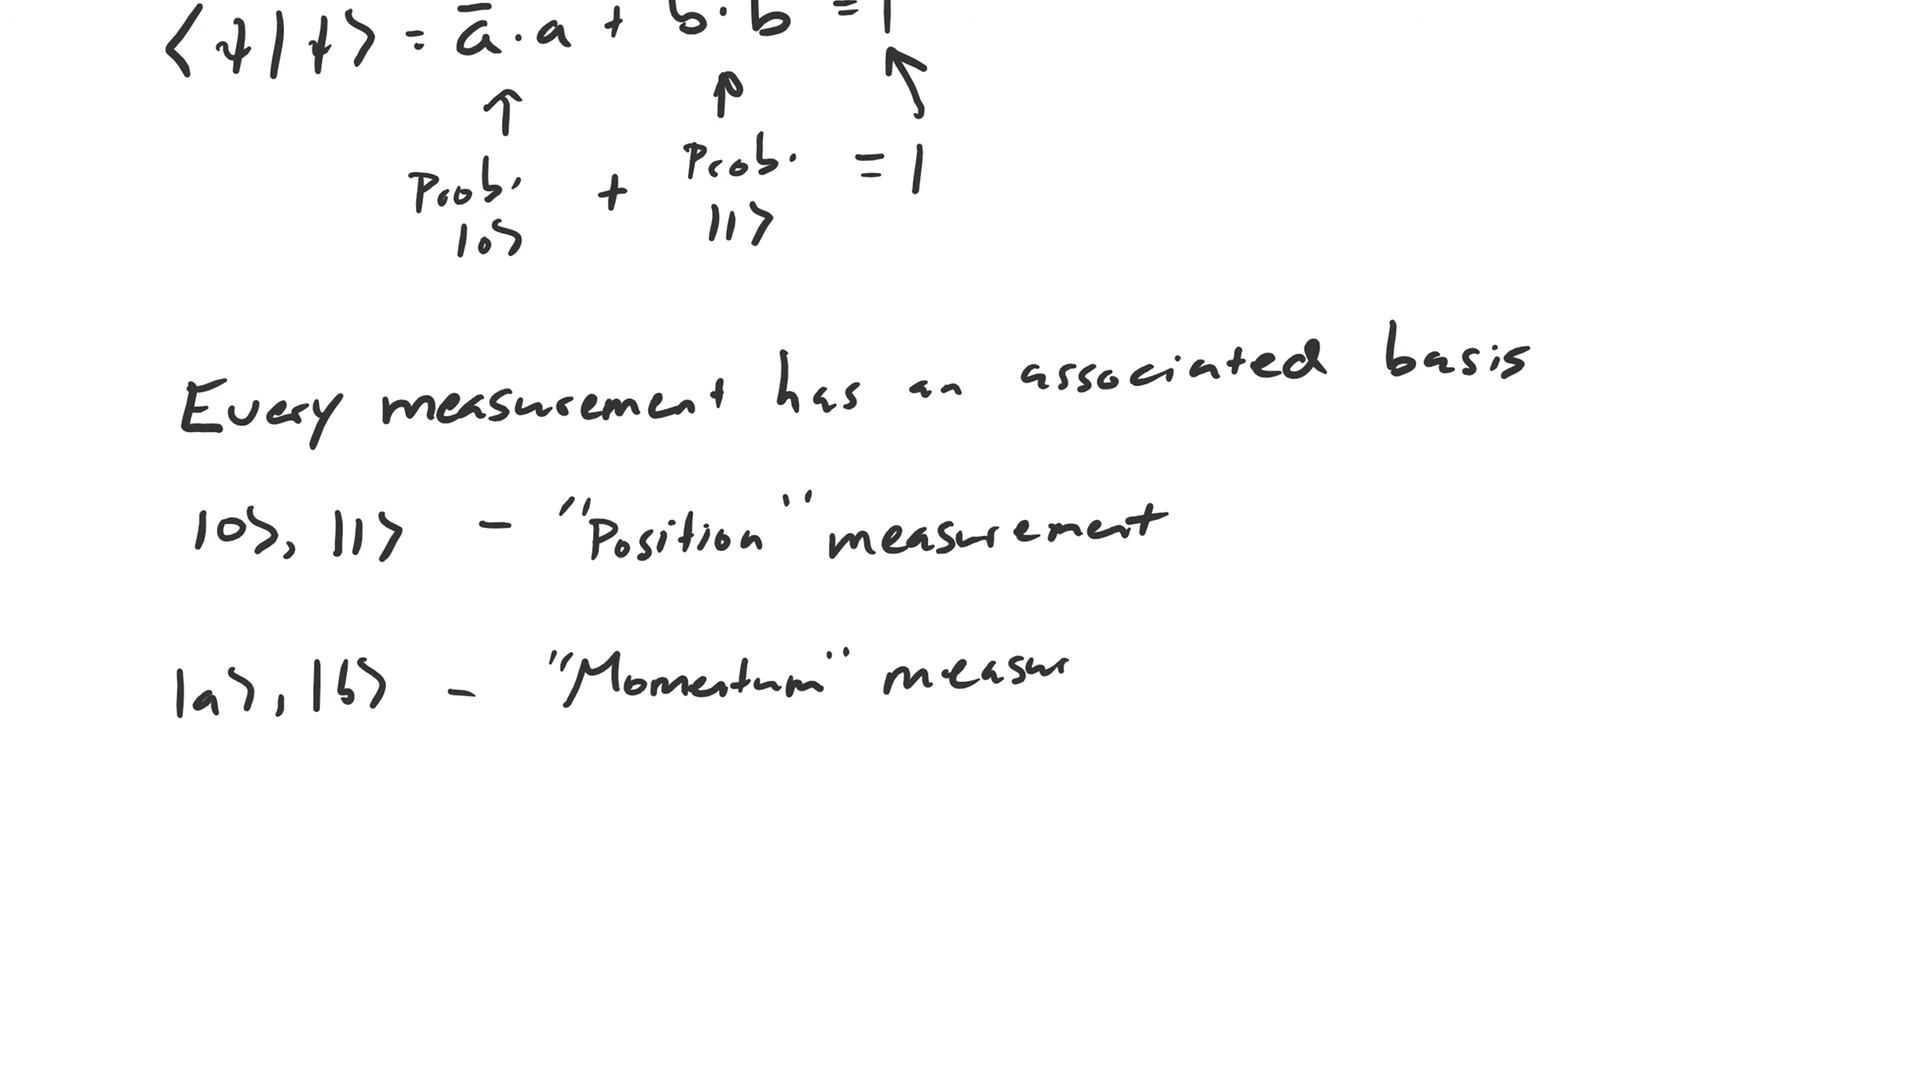 ⟨ψ|ψ⟩ = ā·a + b·b = 1
Prob. + Prob. = 1
|0⟩ |1⟩
Every measurement has an associated basis
|0⟩, |1⟩ - "Position" measurement
|a⟩, |b⟩ - "Momentum" measur